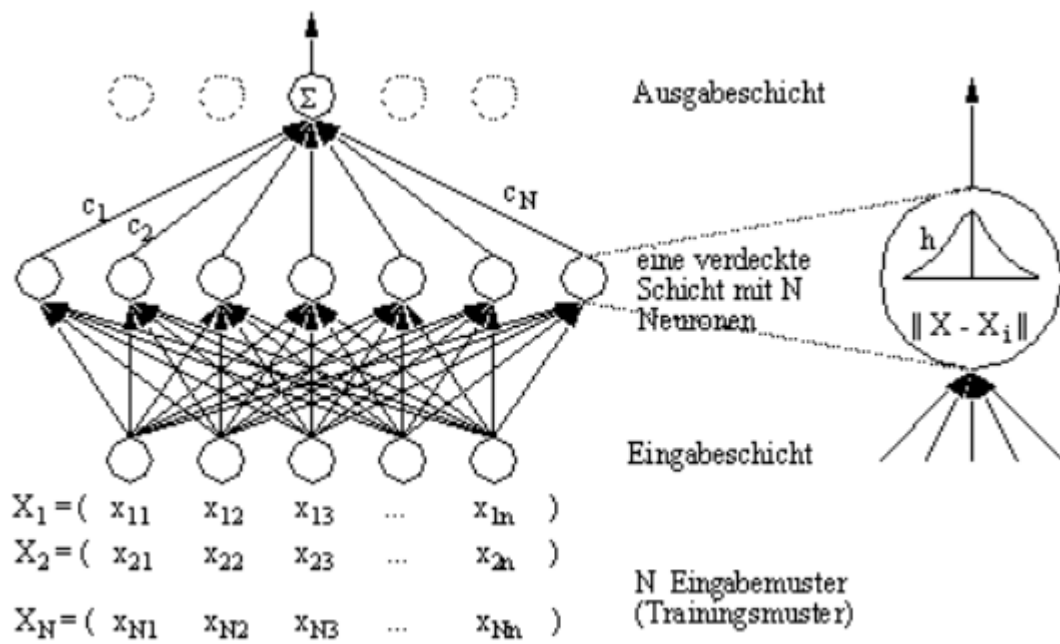 Σ
Ausgabeschicht
c1
c2
cN
h
|| X - Xi ||
eine verdeckte
Schicht mit N
Neuronen
Eingabeschicht
X1 = ( x11 x12 x13 ... x1n )
X2 = ( x21 x22 x23 ... x2n )
XN = ( xN1 xN2 xN3 ... xNn )
N Eingabemuster
(Trainingsmuster)